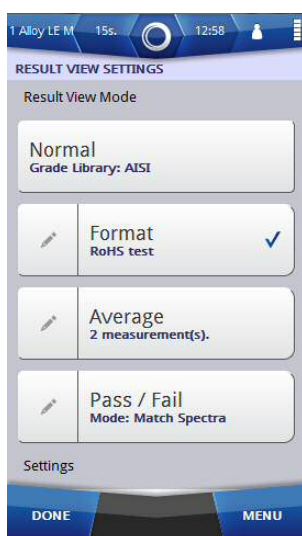 1 Alloy LE M 15s. 12:58
RESULT VIEW SETTINGS
Result View Mode
Normal
Grade Library: AISI
Format
RoHS test
Average
2 measurement(s).
Pass / Fail
Mode: Match Spectra
Settings
DONE MENU